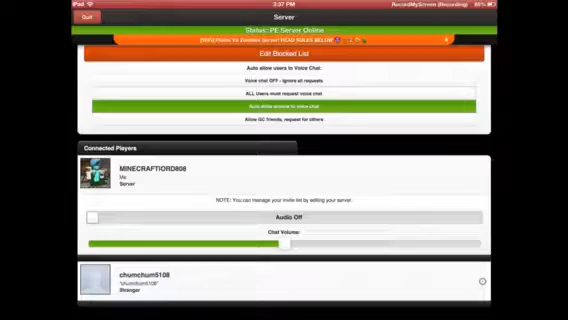 iPad
3:37 PM
RecordMyScreen (Recording)
86%
Quit
Server
Status: PE Server Online
Edit Blocked List
Auto allow users to Voice Chat:
Voice chat OFF - Ignore all requests
ALL Users must request voice chat
Auto allow anyone to voice chat
Allow GC friends, request for others
Connected Players
MINECRAFTIORD808
Me
Server
NOTE: You can manage your invite list by editing your server.
Audio Off
Chat Volume:
chumchum5108
"chumchum5108"
Stranger